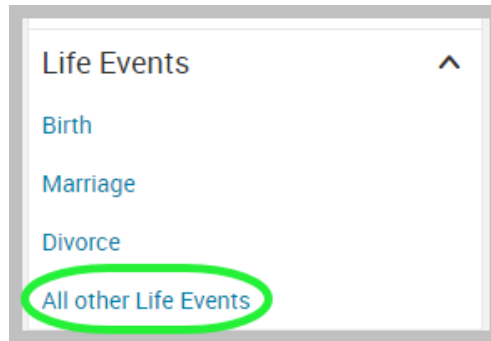 Life Events
Birth
Marriage
Divorce
All other Life Events